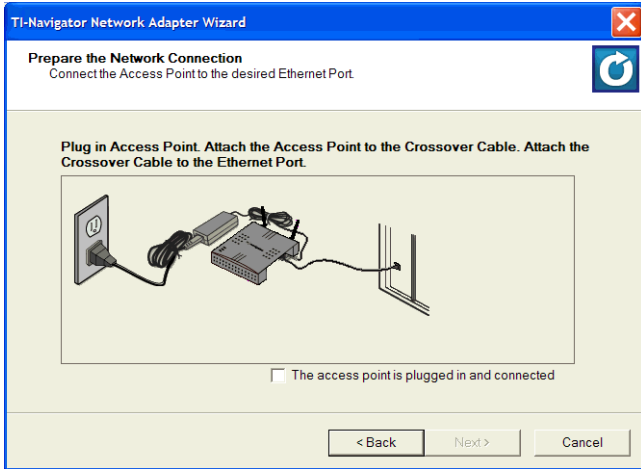 TI-Navigator Network Adapter Wizard
Prepare the Network Connection
Connect the Access Point to the desired Ethernet Port.
Plug in Access Point. Attach the Access Point to the Crossover Cable. Attach the
Crossover Cable to the Ethernet Port.
The access point is plugged in and connected
< Back
Next >
Cancel